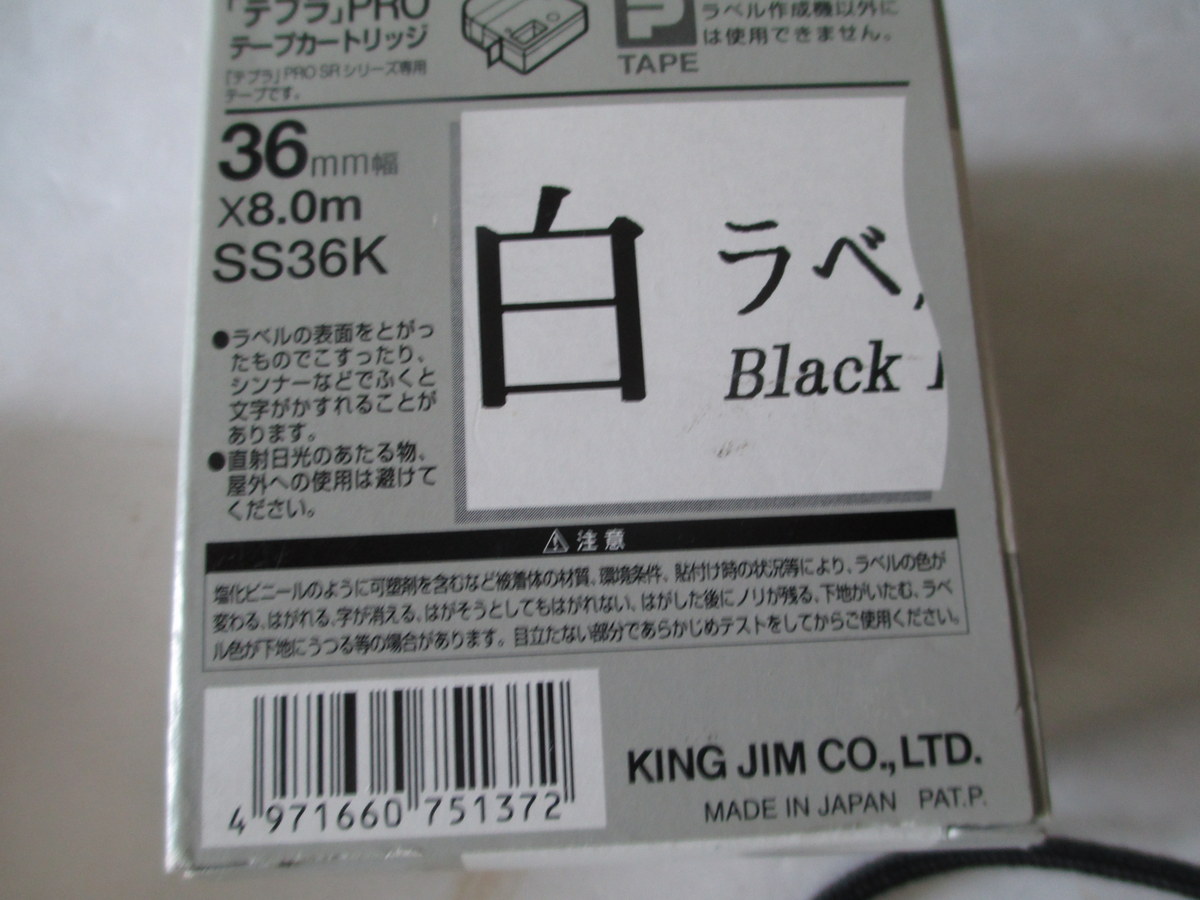 「テプラ」PRO
テープカートリッジ
「テプラ」PRO SRシリーズ専用
テープです。
TAPE
ラベル作成機以外に
は使用できません。
36mm幅
X8.0m
SS36K
●ラベルの表面をとがっ
たものでこすったり、
シンナーなどでふくと
文字がかすれることが
あります。
●直射日光のあたる物、
屋外への使用は避けて
ください。
白 ラベ
Black
注意
塩化ビニールのように可塑剤を含むなど被着体の材質、環境条件、貼付け時の状況等により、ラベルの色が
変わる、はがれる、字が消える、はがそうとしてもはがれない、はがした後にノリが残る、下地がいたむ、ラベ
ル色が下地にうつる等の場合があります。目立たない部分であらかじめテストをしてからご使用ください。
4 971660 751372
KING JIM CO.,LTD.
MADE IN JAPAN PAT.P.